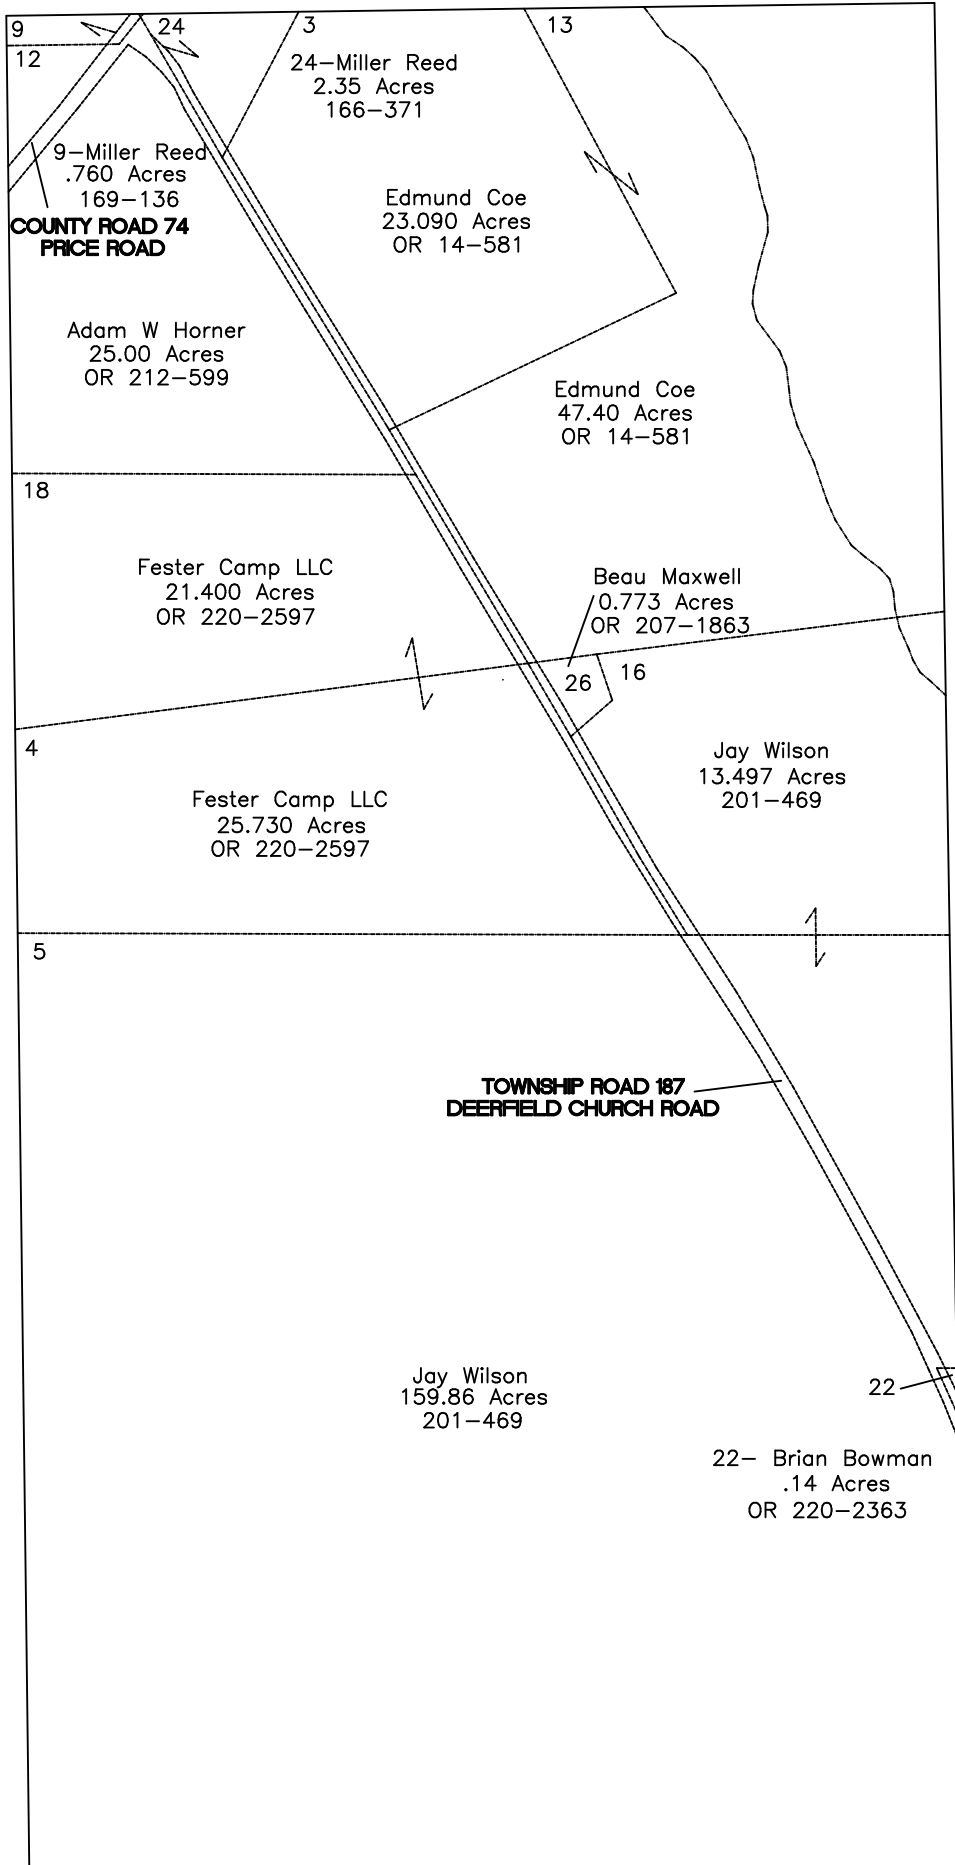 9
24
3
13
12
24-Miller Reed
2.35 Acres
166-371
9-Miller Reed
.760 Acres
169-136
COUNTY ROAD 74
PRICE ROAD
Edmund Coe
23.090 Acres
OR 14-581
Adam W Horner
25.00 Acres
OR 212-599
Edmund Coe
47.40 Acres
OR 14-581
18
Fester Camp LLC
21.400 Acres
OR 220-2597
Beau Maxwell
0.773 Acres
OR 207-1863
26
16
4
Jay Wilson
13.497 Acres
201-469
Fester Camp LLC
25.730 Acres
OR 220-2597
5
TOWNSHIP ROAD 187
DEERFIELD CHURCH ROAD
Jay Wilson
159.86 Acres
201-469
22
22- Brian Bowman
.14 Acres
OR 220-2363